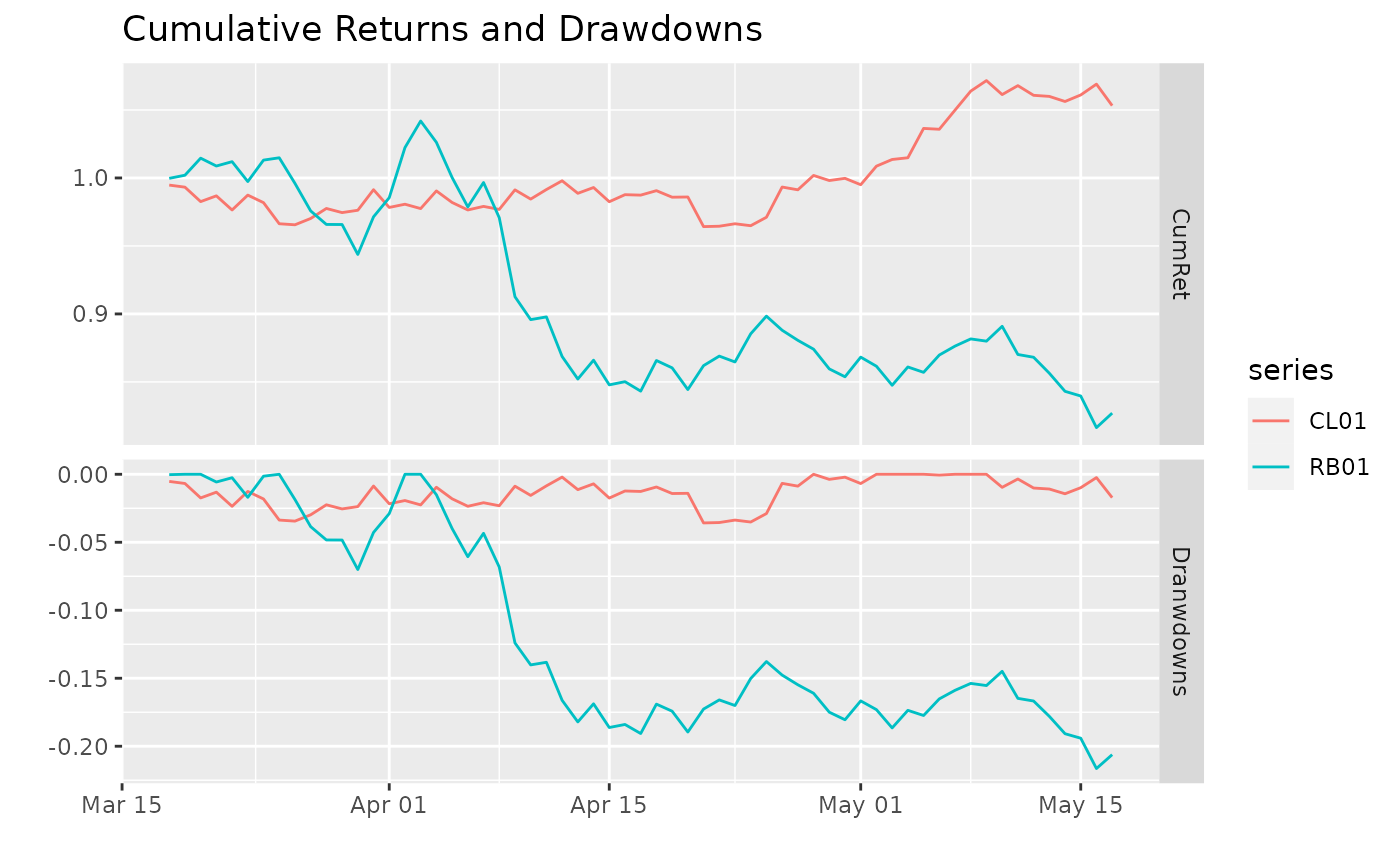 Cumulative Returns and Drawdowns
1.0
0.9
CumRet
0.00
-0.05
-0.10
-0.15
-0.20
Dranwdowns
Mar 15
Apr 01
Apr 15
May 01
May 15
series
CL01
RB01